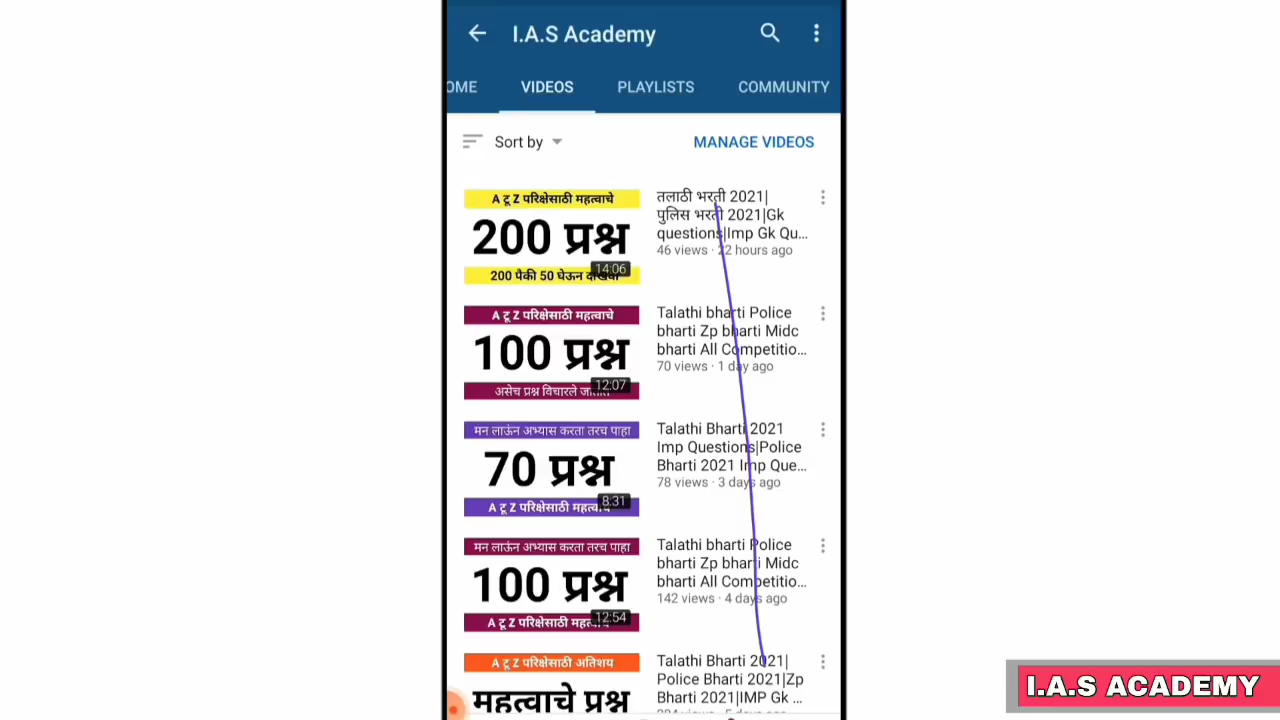 I.A.S Academy
OME VIDEOS PLAYLISTS COMMUNITY
Sort by MANAGE VIDEOS
A टू Z परिक्षेसाठी महत्वाचे
200 प्रश्न
14:06
200 पैकी 50 घेऊन
तलाठी भरती 2021|
पुलिस भरती 2021|Gk
questions|Imp Gk Qu...
46 views · 22 hours ago
A टू Z परिक्षेसाठी महत्वाचे
100 प्रश्न
12:07
असेच प्रश्न विचारले
Talathi bharti Police
bharti Zp bharti Midc
bharti All Competitio...
70 views · 1 day ago
मन लाऊंन अभ्यास करता तरच पाहा
70 प्रश्न
8:31
A टू Z परिक्षेसाठी
Talathi Bharti 2021
Imp Questions|Police
Bharti 2021 Imp Que...
78 views · 3 days ago
मन लाऊंन अभ्यास करता तरच पाहा
100 प्रश्न
12:54
A टू Z परिक्षेसाठी
Talathi bharti Police
bharti Zp bharti Midc
bharti All Competitio...
142 views · 4 days ago
A टू Z परिक्षेसाठी अतिशय
महत्वाचे प्रश्न
Talathi Bharti 2021|
Police Bharti 2021|Zp
Bharti 2021|IMP Gk ...
I.A.S ACADEMY